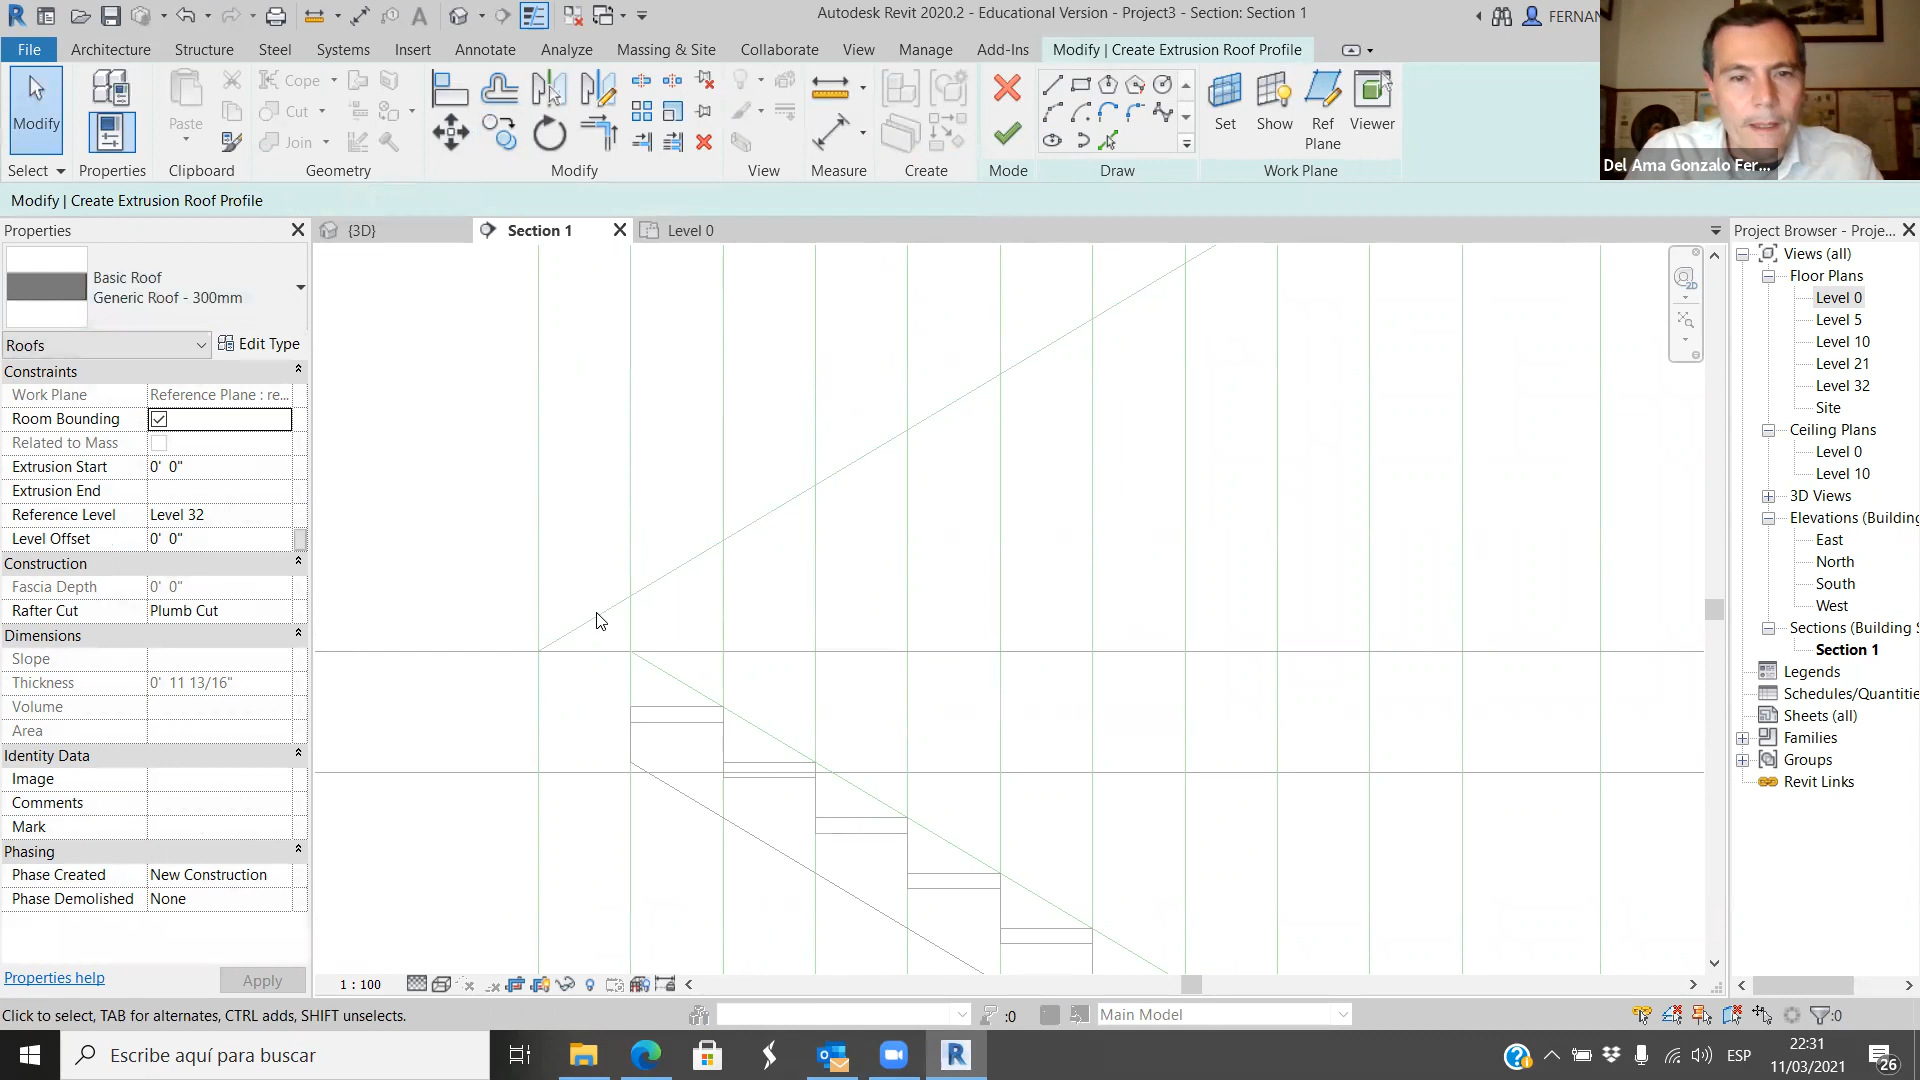 Autodesk Revit 2020.2 - Educational Version - Project3 - Section: Section 1
FERNAN
File Architecture Structure Steel Systems Insert Annotate Analyze Massing & Site Collaborate View Manage Add-Ins Modify | Create Extrusion Roof Profile
Modify
Paste
Cope
Cut
Join
Set
Show
Ref
Plane
Viewer
Select Properties Clipboard Geometry Modify View Measure Create Mode Draw Work Plane
Del Ama Gonzalo Fer...
Modify | Create Extrusion Roof Profile
Properties
{3D}
Section 1
Level 0
Project Browser - Proje...
Basic Roof
Generic Roof - 300mm
Roofs
Edit Type
Constraints
Work Plane Reference Plane : re...
Room Bounding
Related to Mass
Extrusion Start 0' 0"
Extrusion End
Reference Level Level 32
Level Offset 0' 0"
Construction
Fascia Depth 0' 0"
Rafter Cut Plumb Cut
Dimensions
Slope
Thickness 0' 11 13/16"
Volume
Area
Identity Data
Image
Comments
Mark
Phasing
Phase Created New Construction
Phase Demolished None
Properties help
Apply
Views (all)
Floor Plans
Level 0
Level 5
Level 10
Level 21
Level 32
Site
Ceiling Plans
Level 0
Level 10
3D Views
Elevations (Building
East
North
South
West
Sections (Building S
Section 1
Legends
Schedules/Quantitie
Sheets (all)
Families
Groups
Revit Links
2D
1 : 100
Click to select, TAB for alternates, CTRL adds, SHIFT unselects.
:0
Main Model
:0
Escribe aquí para buscar
ESP
22:31
11/03/2021
26